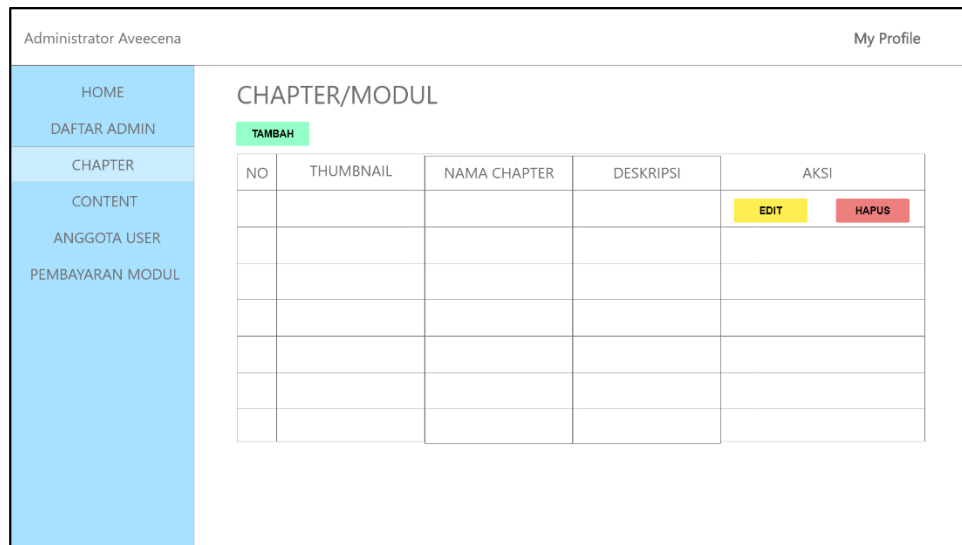 Administrator Aveecena
My Profile
HOME
DAFTAR ADMIN
CHAPTER
CONTENT
ANGGOTA USER
PEMBAYARAN MODUL
CHAPTER/MODUL
TAMBAH
NO THUMBNAIL NAMA CHAPTER DESKRIPSI AKSI
EDIT HAPUS